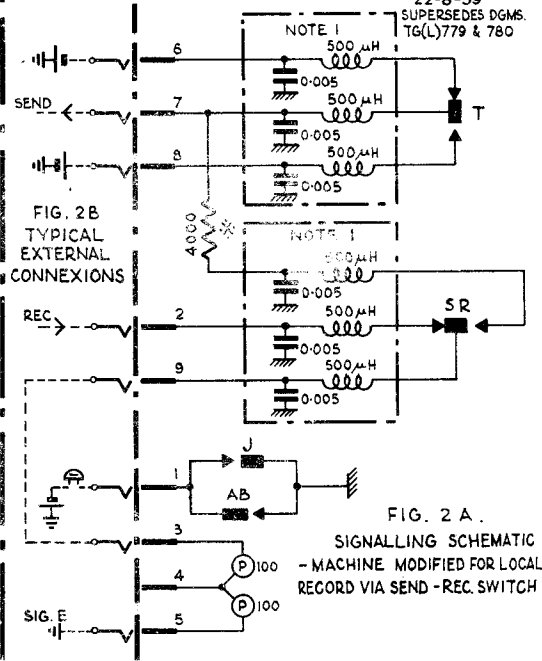 22-8-59
SUPERSEDES DGMS.
TG(L)779 & 780
NOTE 1
6
500 μH
0.005
SEND
7
500 μH
T
0.005
8
500 μH
0.005
FIG. 2B
TYPICAL
EXTERNAL
CONNEXIONS
4000
※
NOTE 1
500 μH
0.005
SR
REC
2
500 μH
0.005
9
500 μH
0.005
J
1
AB
FIG. 2A.
SIGNALLING SCHEMATIC
- MACHINE MODIFIED FOR LOCAL
RECORD VIA SEND - REC. SWITCH
3
P 100
4
P 100
SIG. E
5